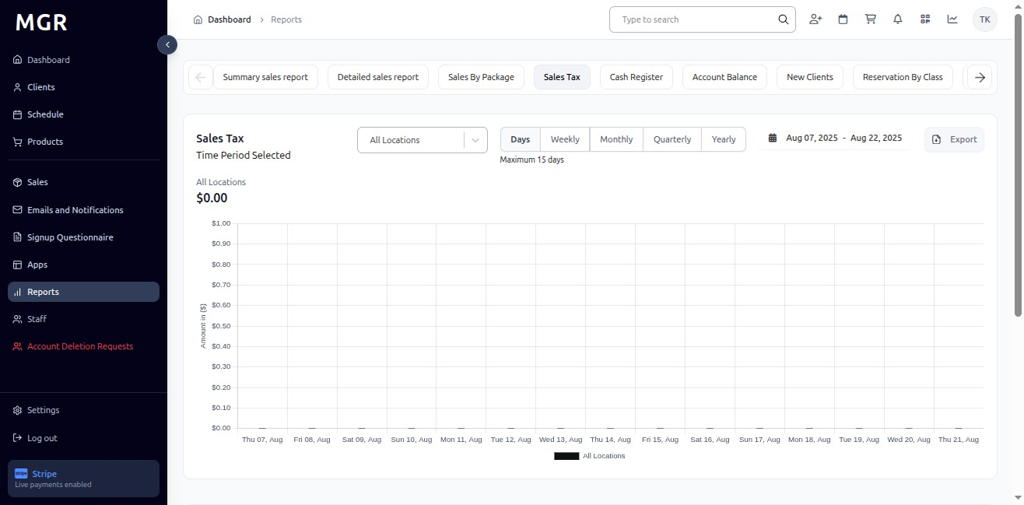 MGR
Dashboard
Clients
Schedule
Products
Sales
Emails and Notifications
Signup Questionnaire
Apps
Reports
Staff
Account Deletion Requests
Settings
Log out
Stripe
Live payments enabled
Dashboard > Reports
Type to search
TK
Summary sales report
Detailed sales report
Sales By Package
Sales Tax
Cash Register
Account Balance
New Clients
Reservation By Class
Sales Tax
Time Period Selected
All Locations
Days
Weekly
Monthly
Quarterly
Yearly
Maximum 15 days
Aug 07, 2025 - Aug 22, 2025
Export
All Locations
$0.00
Amount in ($)
$1.00
$0.90
$0.80
$0.70
$0.60
$0.50
$0.40
$0.30
$0.20
$0.10
$0.00
Thu 07, Aug
Fri 08, Aug
Sat 09, Aug
Sun 10, Aug
Mon 11, Aug
Tue 12, Aug
Wed 13, Aug
Thu 14, Aug
Fri 15, Aug
Sat 16, Aug
Sun 17, Aug
Mon 18, Aug
Tue 19, Aug
Wed 20, Aug
Thu 21, Aug
All Locations